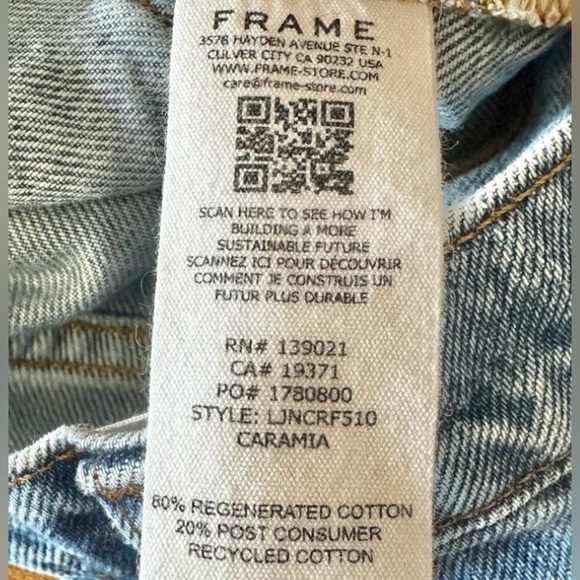 FRAME
3578 HAYDEN AVENUE STE N-1
CULVER CITY CA 90232 USA
WWW.FRAME-STORE.COM
care@frame-store.com
SCAN HERE TO SEE HOW I'M
BUILDING A MORE
SUSTAINABLE FUTURE
SCANNEZ ICI POUR DÉCOUVRIR
COMMENT JE CONSTRUIS UN
FUTUR PLUS DURABLE
RN# 139021
CA# 19371
PO# 1780800
STYLE: LJNCRF510
CARAMIA
80% REGENERATED COTTON
20% POST CONSUMER
RECYCLED COTTON